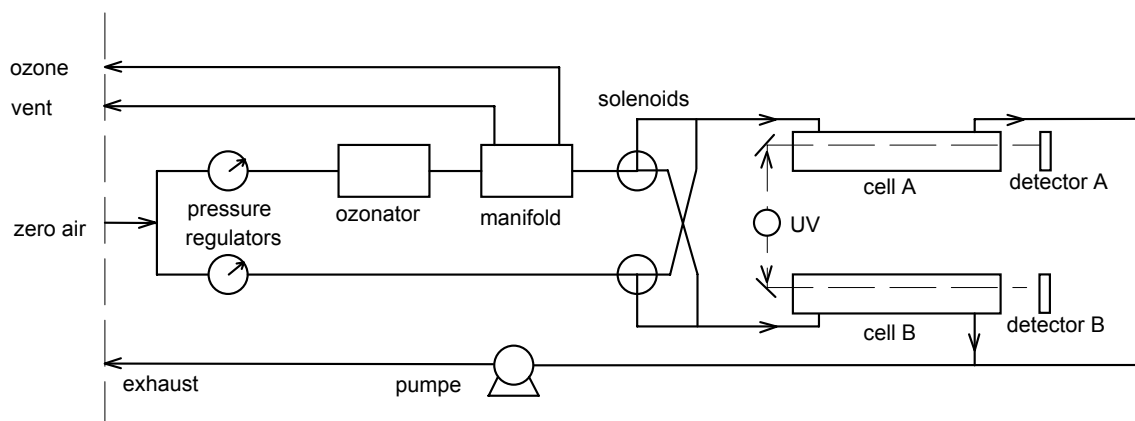 ozone
vent
solenoids
cell A
detector A
ozonator
manifold
pressure
regulators
zero air
UV
cell B
detector B
exhaust
pumpe